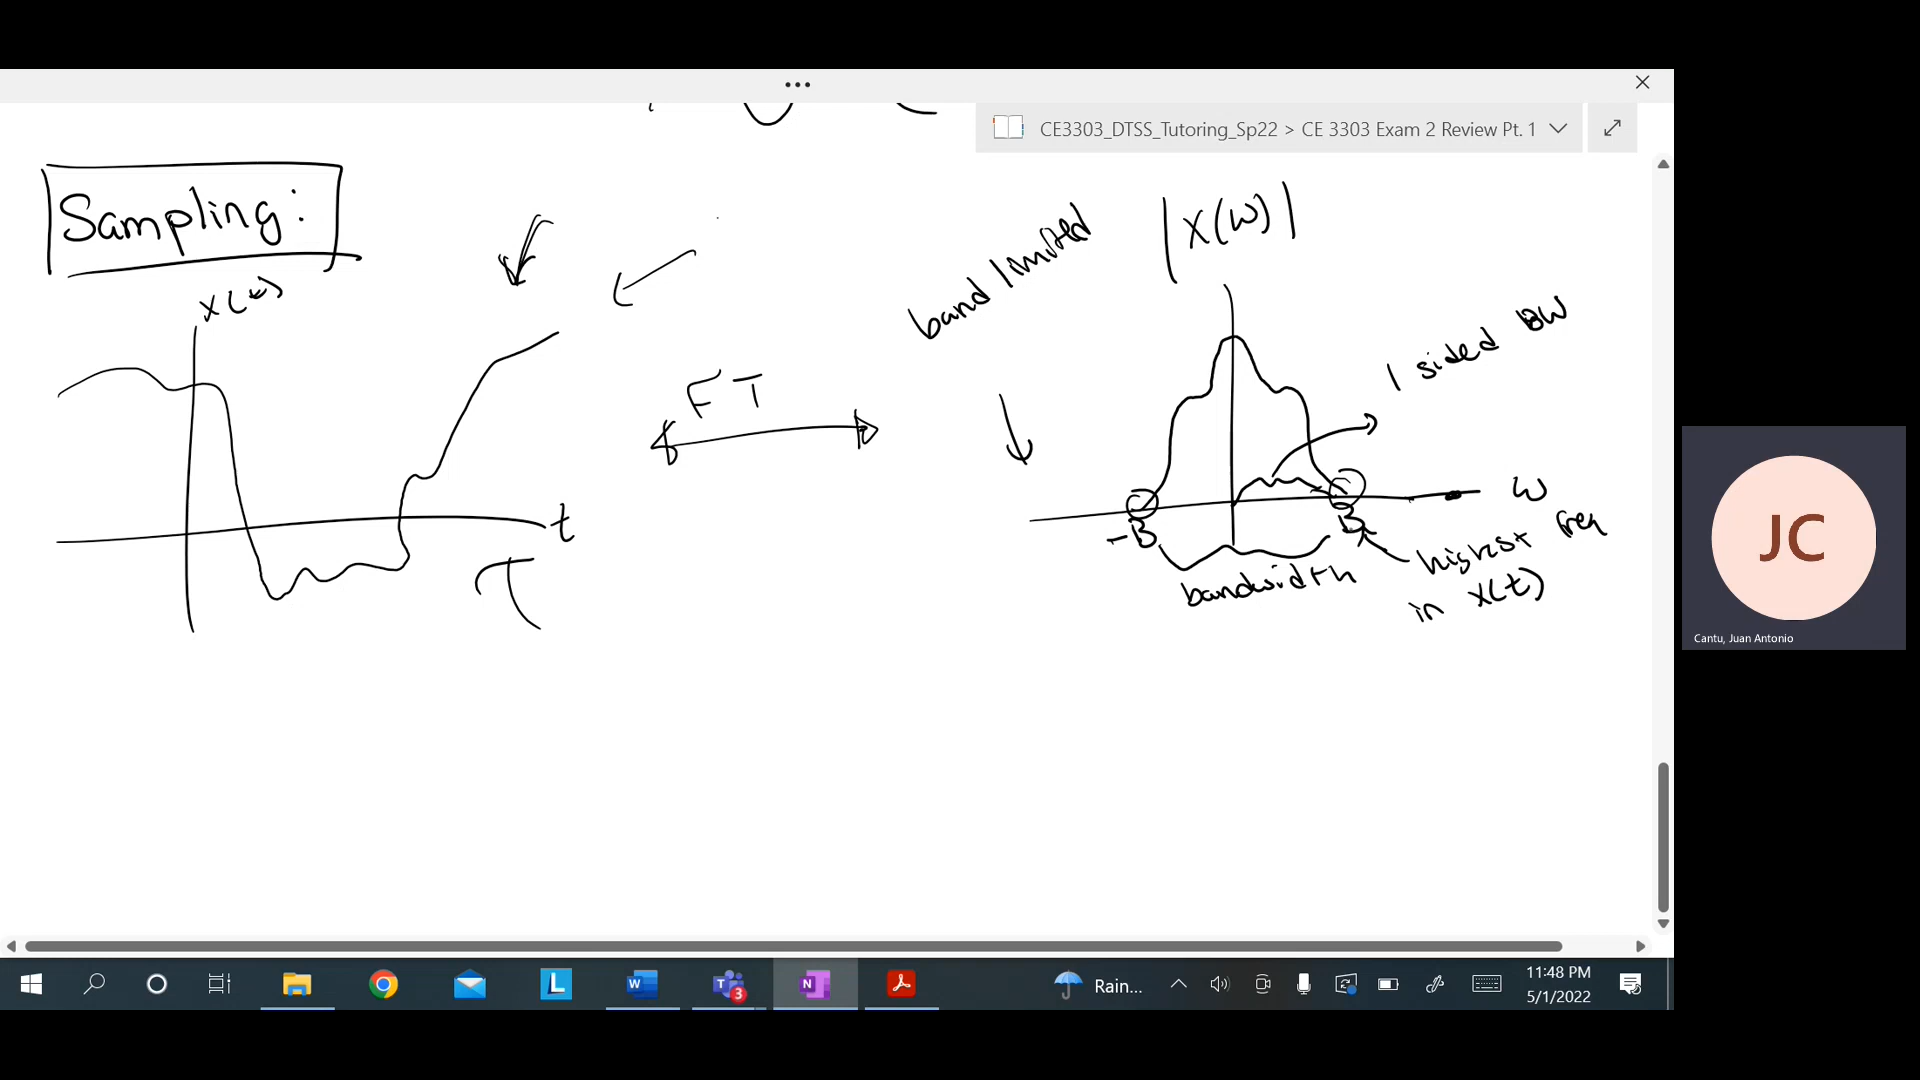 CE3303_DTSS_Tutoring_Sp22 > CE 3303 Exam 2 Review Pt. 1
Sampling:
x(t)
t
FT
band limited
|X(ω)|
1 sided BW
ω
-B
B
bandwidth
highest freq
in x(t)
JC
Cantu, Juan Antonio
3
Rain...
11:48 PM
5/1/2022